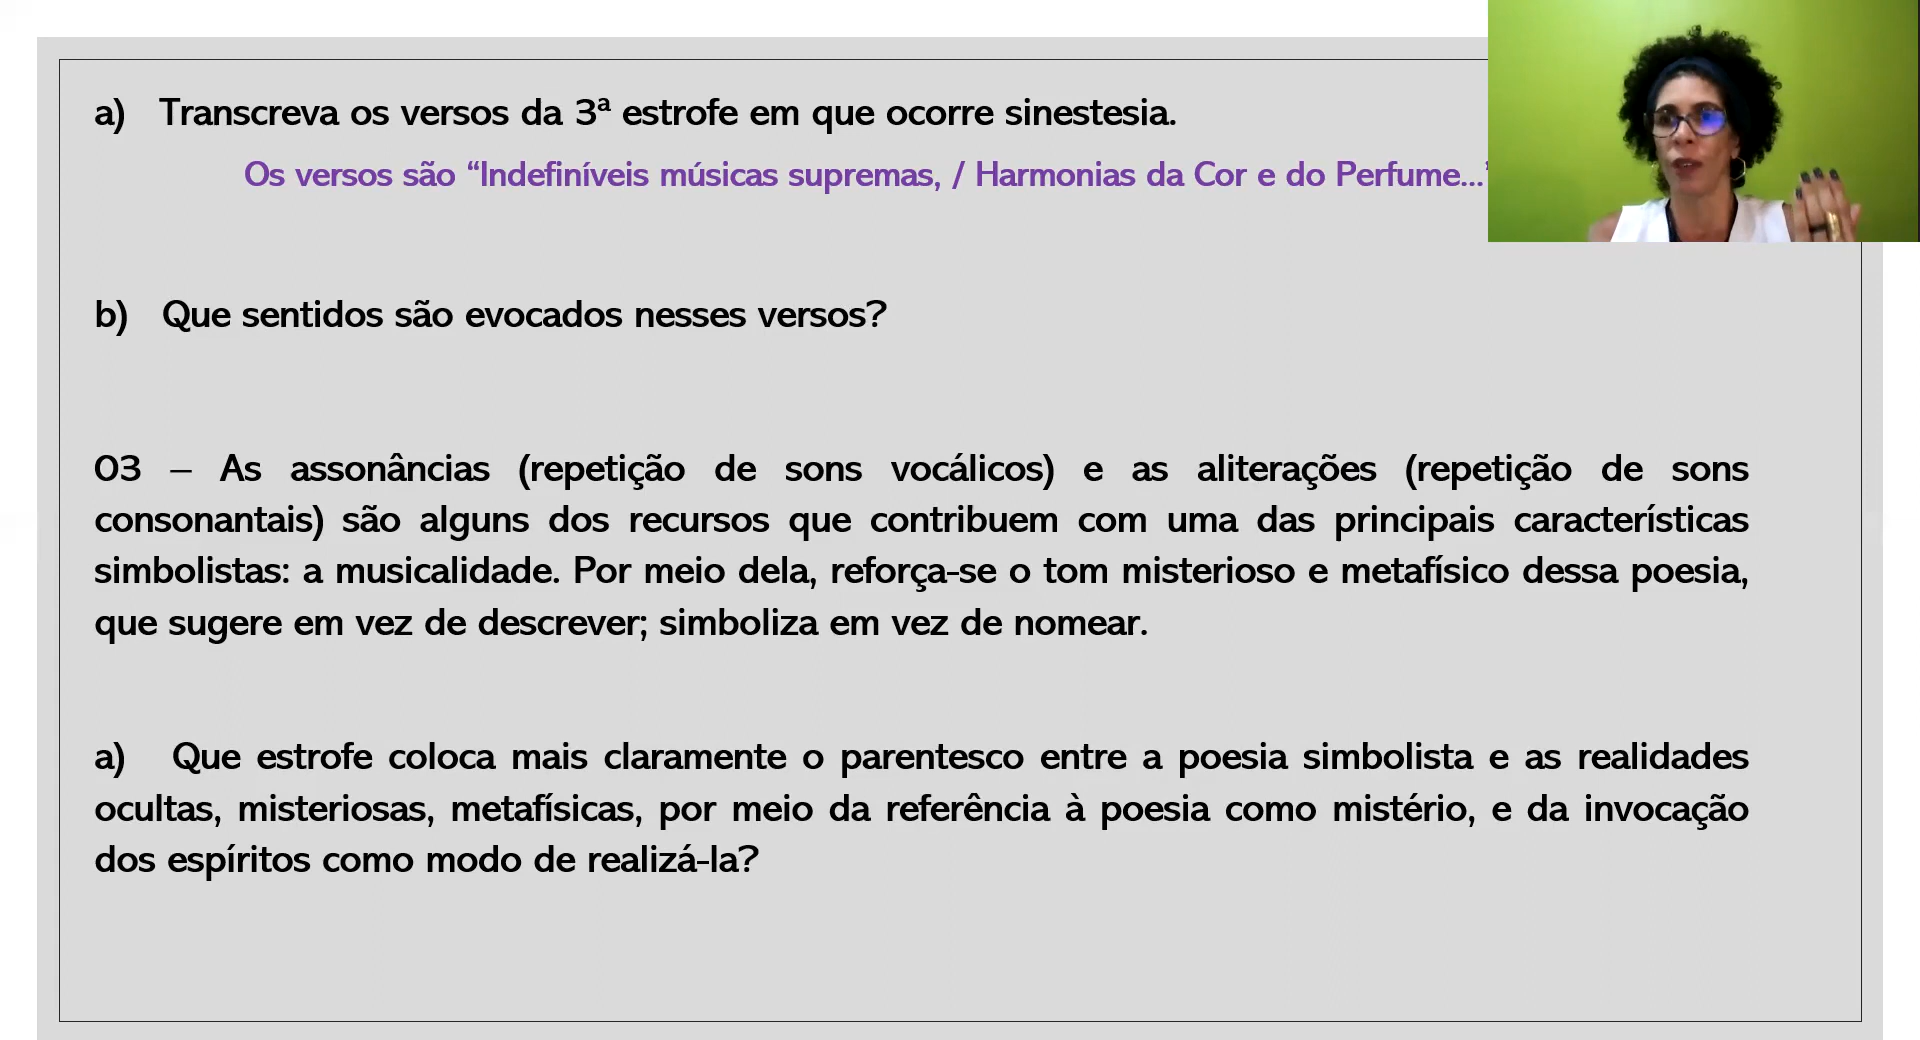 a) Transcreva os versos da 3ª estrofe em que ocorre sinestesia.
Os versos são “Indefiníveis músicas supremas, / Harmonias da Cor e do Perfume...”
b) Que sentidos são evocados nesses versos?
03 – As assonâncias (repetição de sons vocálicos) e as aliterações (repetição de sons
consonantais) são alguns dos recursos que contribuem com uma das principais características
simbolistas: a musicalidade. Por meio dela, reforça-se o tom misterioso e metafísico dessa poesia,
que sugere em vez de descrever; simboliza em vez de nomear.
a) Que estrofe coloca mais claramente o parentesco entre a poesia simbolista e as realidades
ocultas, misteriosas, metafísicas, por meio da referência à poesia como mistério, e da invocação
dos espíritos como modo de realizá-la?